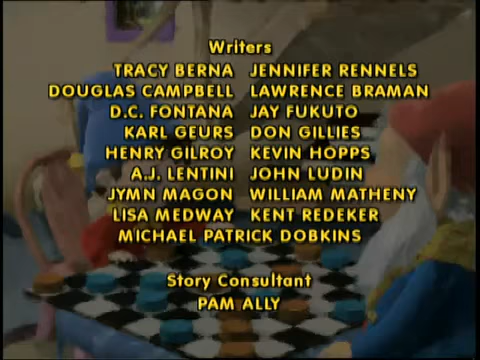 Writers
TRACY BERNA JENNIFER RENNELS
DOUGLAS CAMPBELL LAWRENCE BRAMAN
D.C. FONTANA JAY FUKUTO
KARL GEURS DON GILLIES
HENRY GILROY KEVIN HOPPS
A.J. LENTINI JOHN LUDIN
JYMN MAGON WILLIAM MATHENY
LISA MEDWAY KENT REDEKER
MICHAEL PATRICK DOBKINS
Story Consultant
PAM ALLY